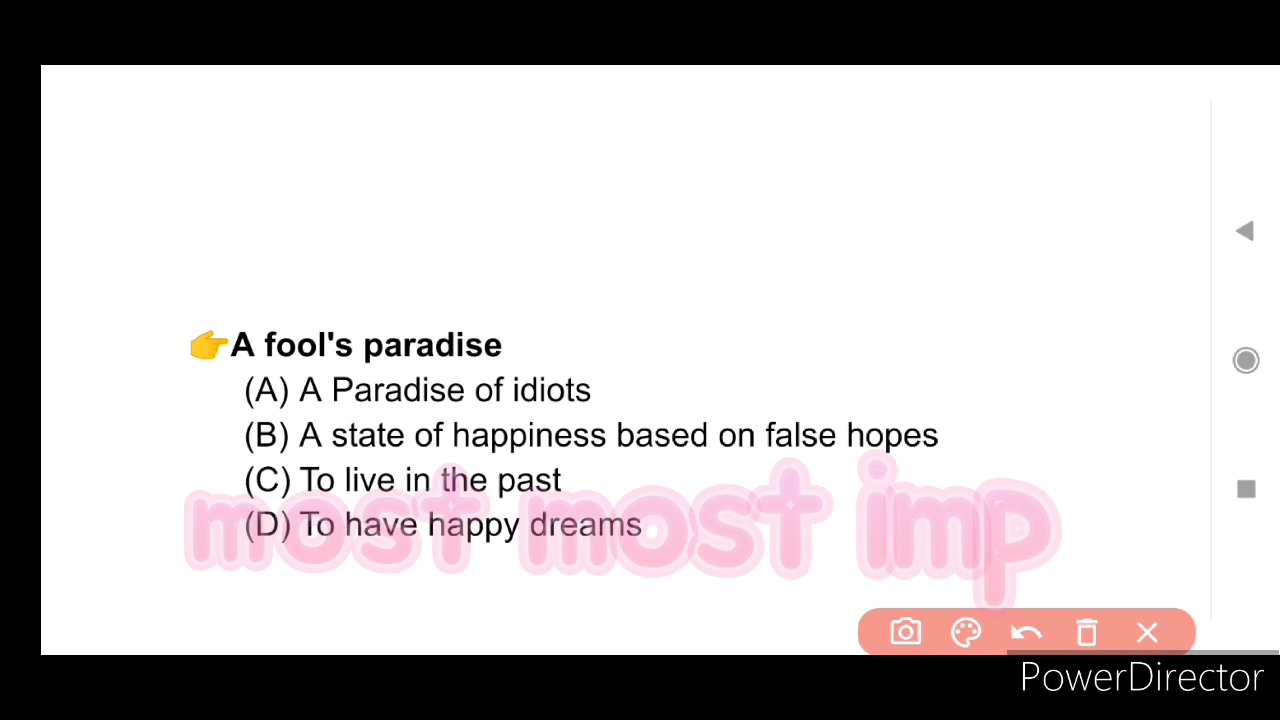 👉A fool's paradise
(A) A Paradise of idiots
(B) A state of happiness based on false hopes
(C) To live in the past
(D) To have happy dreams
most most imp
PowerDirector